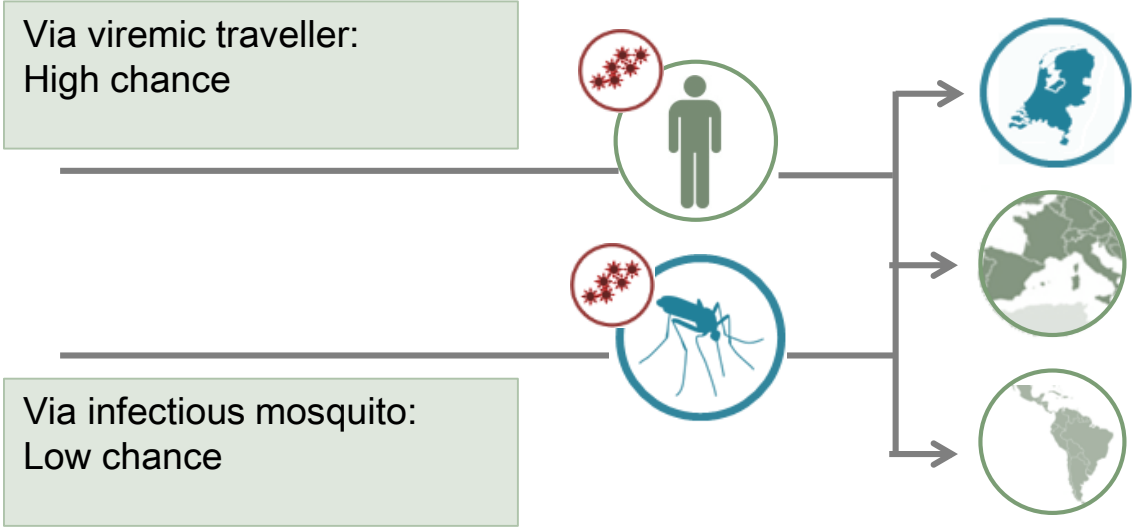 Via viremic traveller:
High chance
Via infectious mosquito:
Low chance